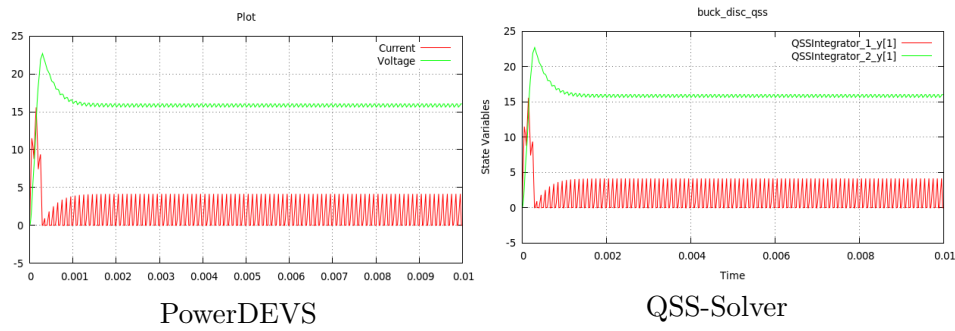 Plot
25
20
15
10
5
0
-5
0 0.001 0.002 0.003 0.004 0.005 0.006 0.007 0.008 0.009 0.01
Current
Voltage
PowerDEVS
buck_disc_qss
25
20
15
10
5
0
-5
State Variables
0 0.002 0.004 0.006 0.008 0.01
Time
QSSIntegrator_1_y[1]
QSSIntegrator_2_y[1]
QSS-Solver